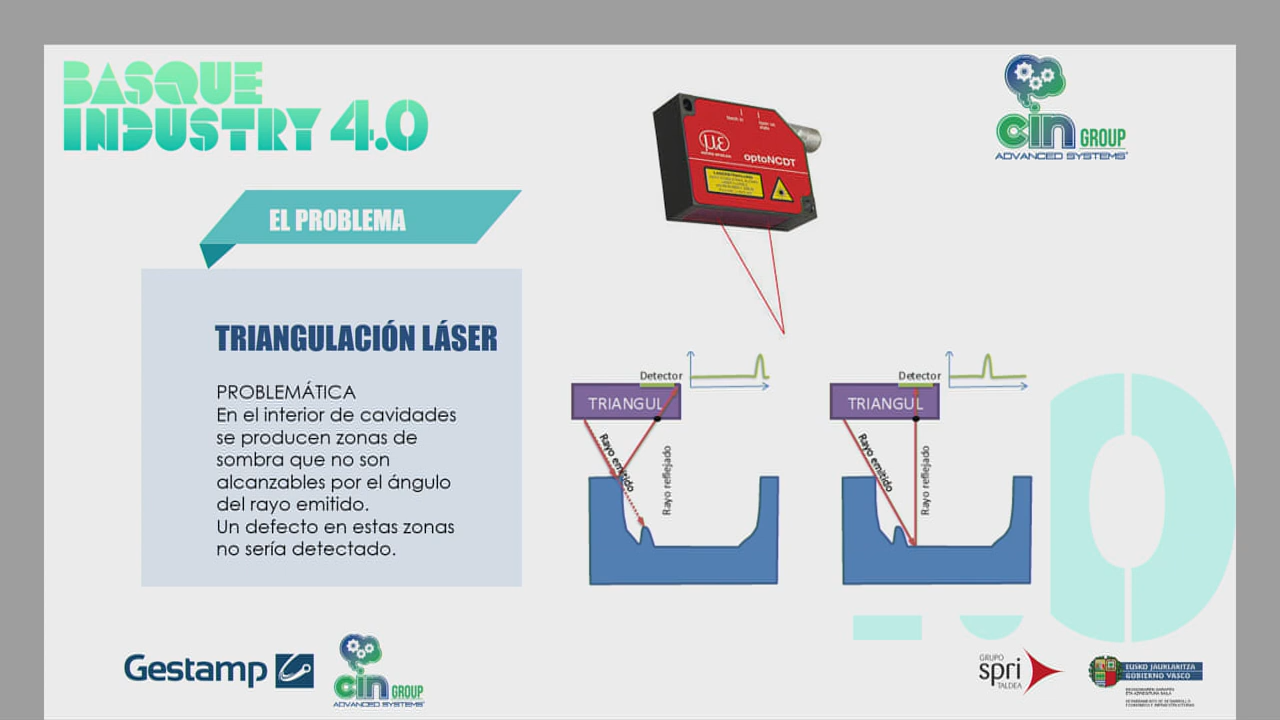 BASQUE
INDUSTRY 4.0
cin GROUP
ADVANCED SYSTEMS
optoNCDT
EL PROBLEMA
TRIANGULACIÓN LÁSER
PROBLEMÁTICA
En el interior de cavidades
se producen zonas de
sombra que no son
alcanzables por el ángulo
del rayo emitido.
Un defecto en estas zonas
no sería detectado.
Detector
TRIANGUL
Rayo emitido
Rayo reflejado
Detector
TRIANGUL
Rayo emitido
Rayo reflejado
4.0
Gestamp
cin GROUP
ADVANCED SYSTEMS
GRUPO
spri
TALDEA
EUSKO JAURLARITZA
GOBIERNO VASCO